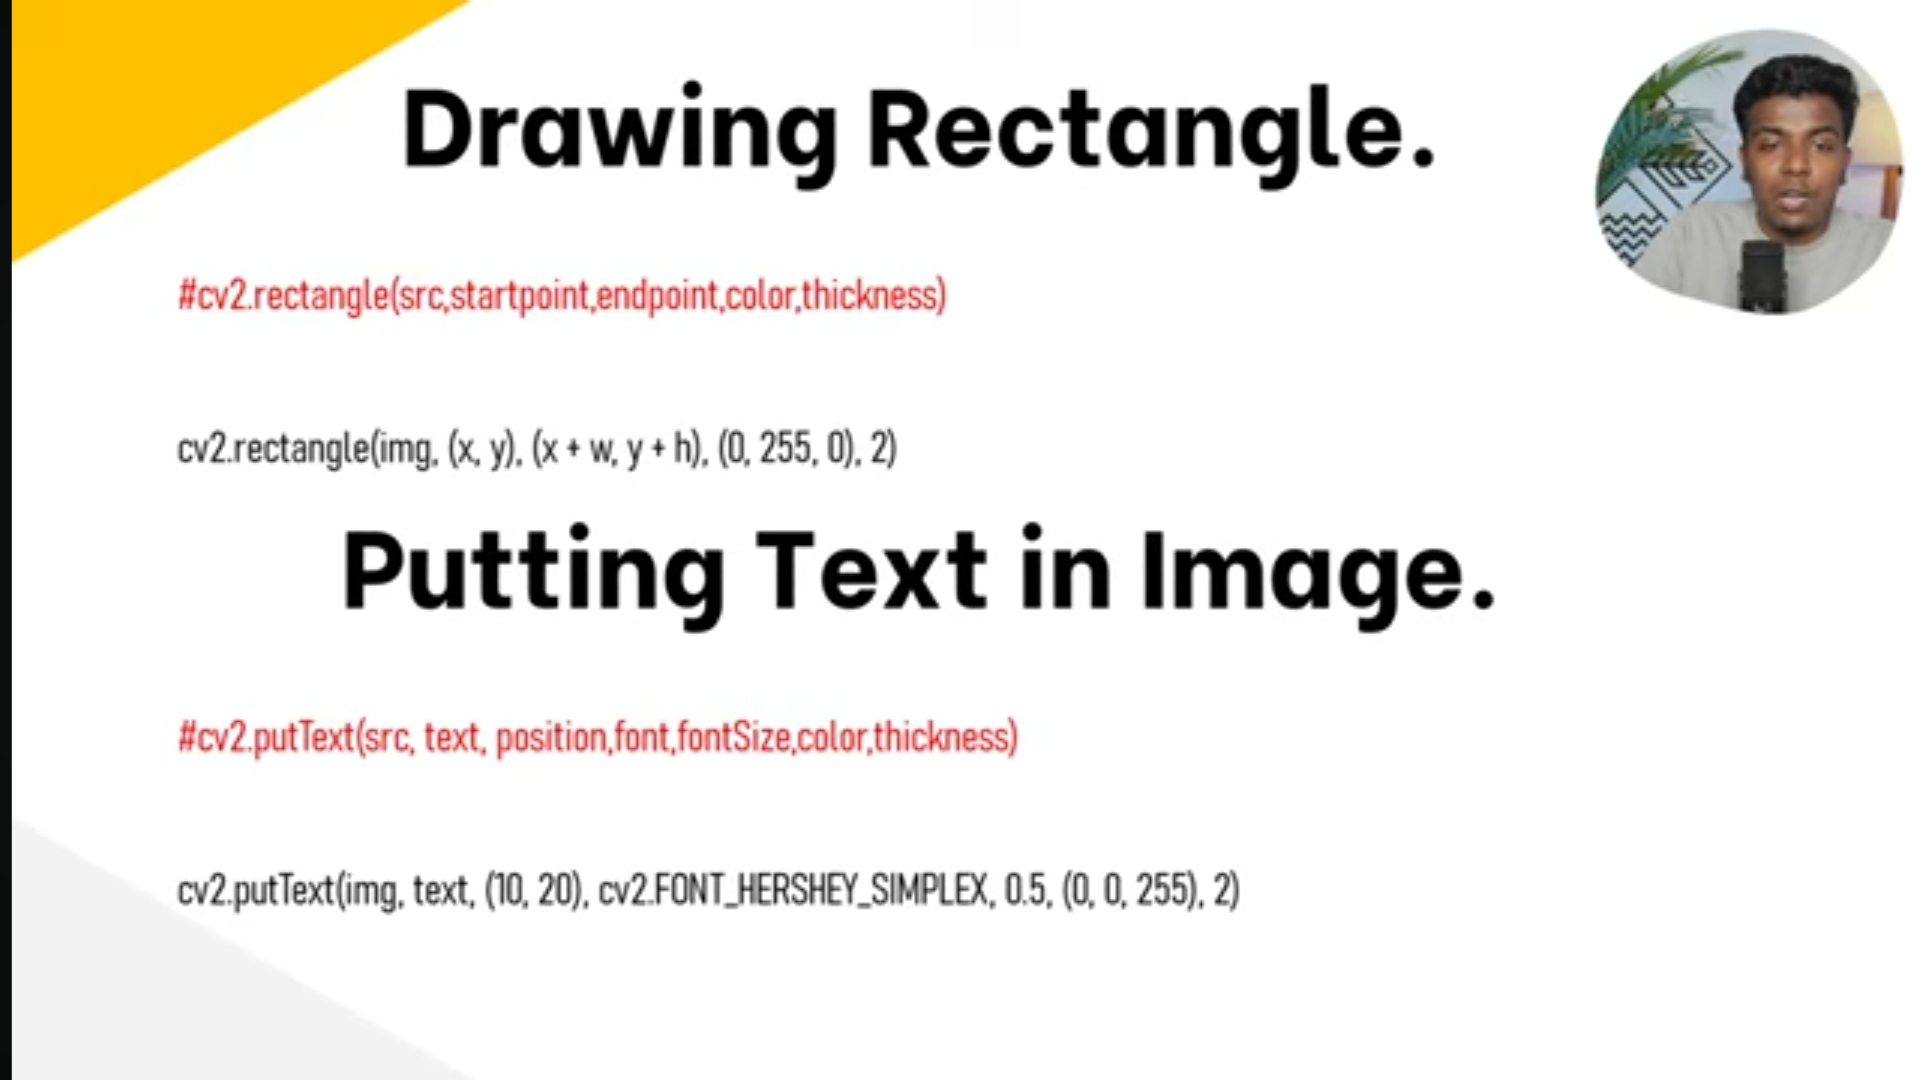 Drawing Rectangle.
#cv2.rectangle(src,startpoint,endpoint,color,thickness)
cv2.rectangle(img, (x, y), (x + w, y + h), (0, 255, 0), 2)
Putting Text in Image.
#cv2.putText(src, text, position,font,fontSize,color,thickness)
cv2.putText(img, text, (10, 20), cv2.FONT_HERSHEY_SIMPLEX, 0.5, (0, 0, 255), 2)